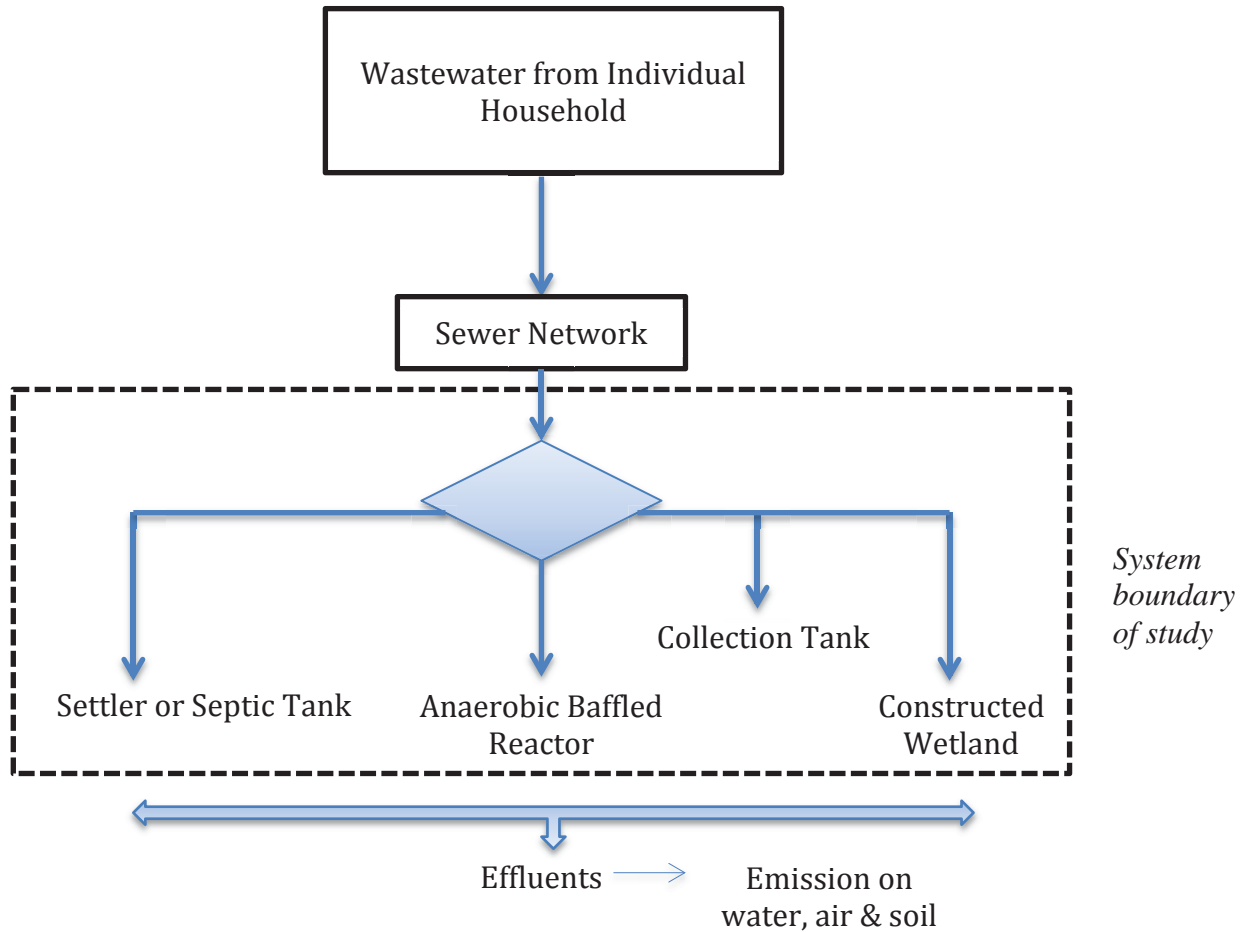 Wastewater from Individual
Household
Sewer Network
System
boundary
of study
Collection Tank
Settler or Septic Tank
Anaerobic Baffled
Reactor
Constructed
Wetland
Effluents
Emission on
water, air & soil